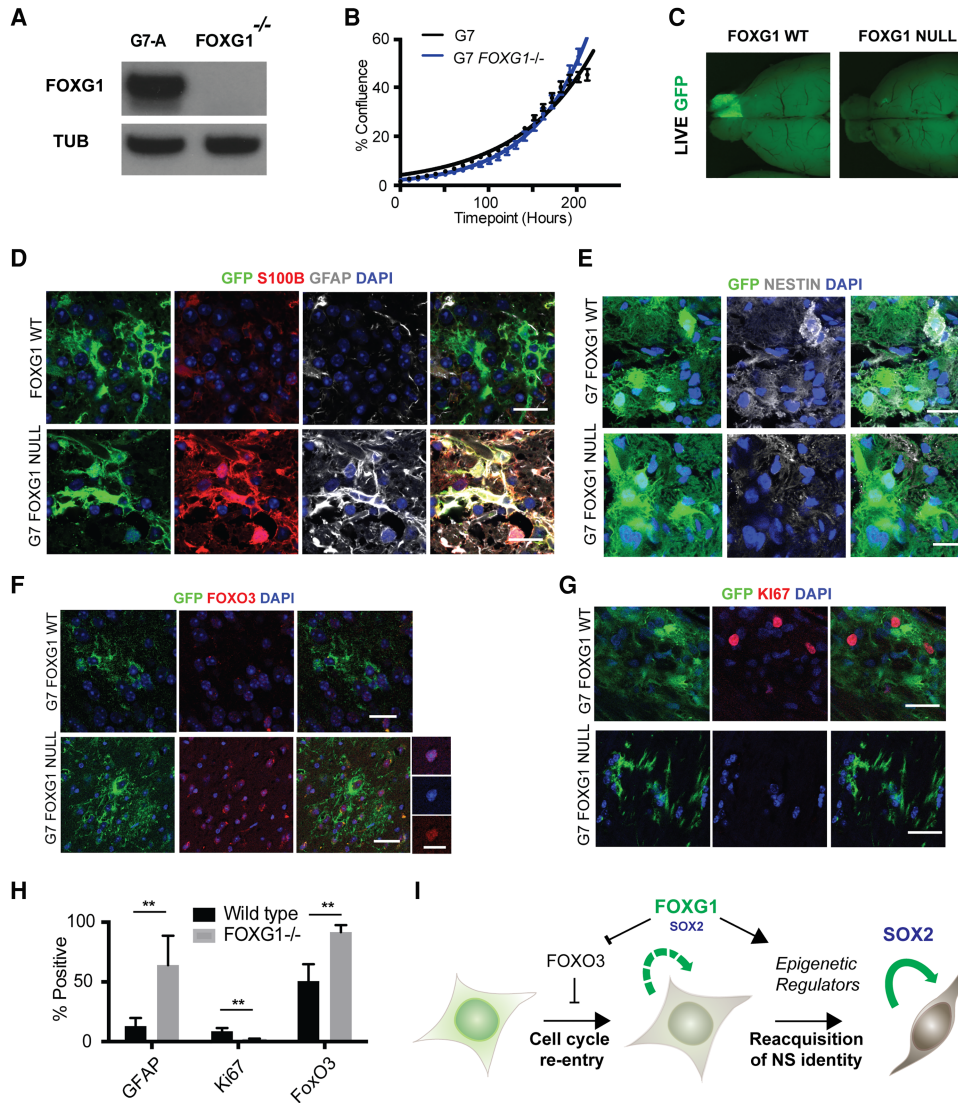 A
G7-A FOXG1 -/-
FOXG1
TUB
B
G7
G7 FOXG1-/-
60
40
20
0
% Confluence
0 100 200
Timepoint (Hours)
C
FOXG1 WT FOXG1 NULL
LIVE GFP
D
GFP S100B GFAP DAPI
FOXG1 WT
G7 FOXG1 NULL
E
GFP NESTIN DAPI
G7 FOXG1 WT
G7 FOXG1 NULL
F
GFP FOXO3 DAPI
G7 FOXG1 WT
G7 FOXG1 NULL
G
GFP KI67 DAPI
G7 FOXG1 WT
G7 FOXG1 NULL
H
Wild type
FOXG1-/-
** ** **
100
50
0
% Positive
GFAP
Ki67
FoxO3
I
FOXG1
SOX2
FOXO3
SOX2
Epigenetic
Regulators
Cell cycle
re-entry
Reacquisition
of NS identity